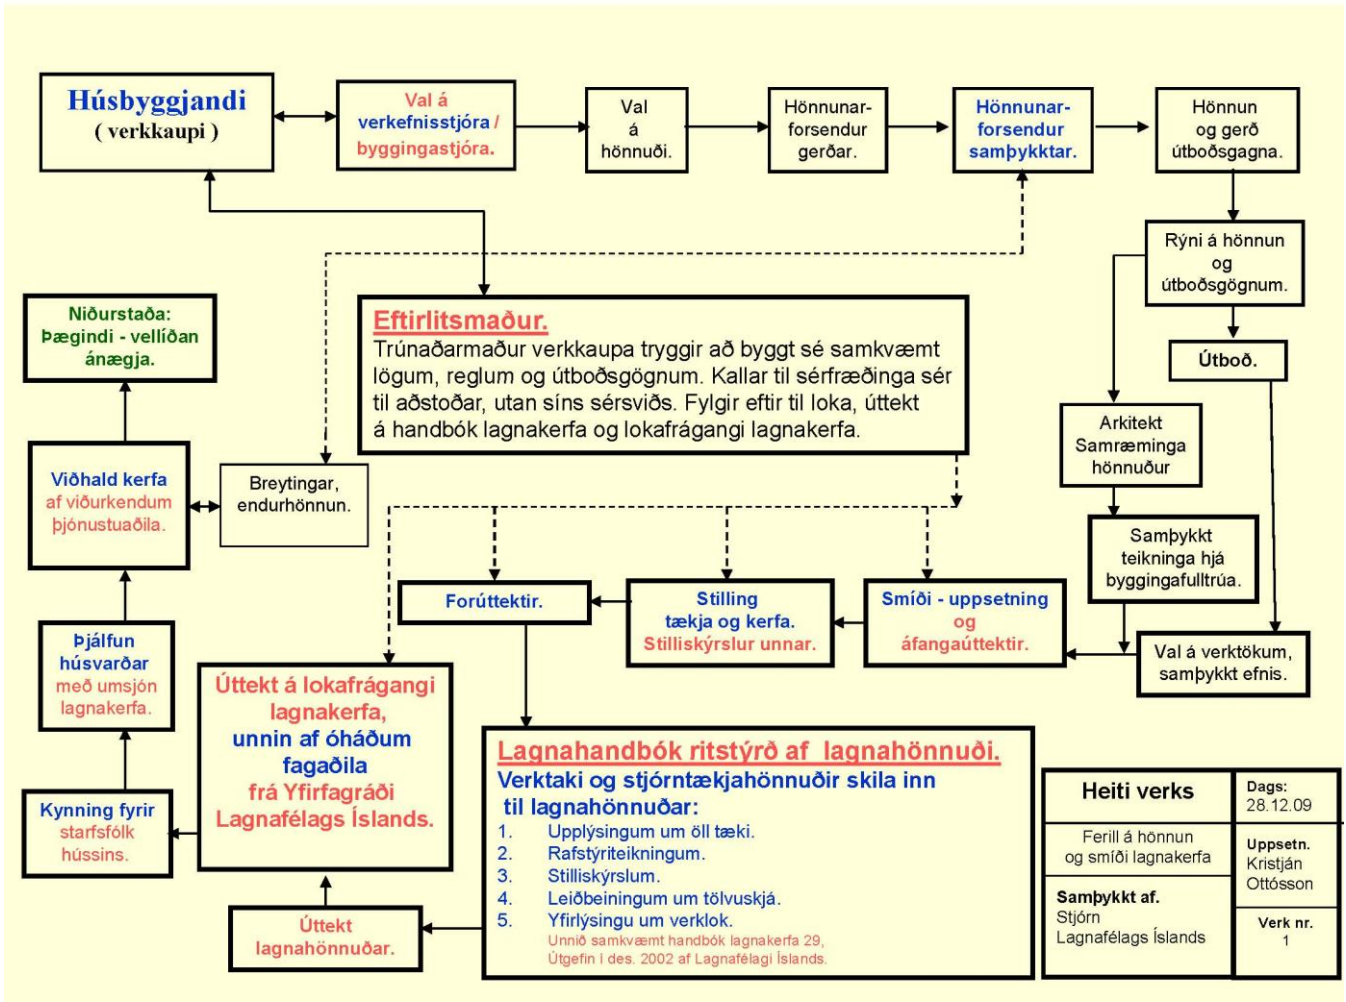 Húsbyggjandi
( verkkaupi )
Val á
verkefnisstjóra /
byggingastjóra.
Val
á
hönnuði.
Hönnunar-
forsendur
gerðar.
Hönnunar-
forsendur
samþykktar.
Hönnun
og gerð
útboðsgagna.
Rýni á hönnun
og
útboðsgögnum.
Útboð.
Arkitekt
Samræminga
hönnuður
Samþykkt
teikninga hjá
byggingafulltrúa.
Val á verktökum,
samþykkt efnis.
Eftirlitsmaður.
Trúnaðarmaður verkkaupa tryggir að byggt sé samkvæmt
lögum, reglum og útboðsgögnum. Kallar til sérfræðinga sér
til aðstoðar, utan síns sérsviðs. Fylgir eftir til loka, úttekt
á handbók lagnakerfa og lokafrágangi lagnakerfa.
Smíði - uppsetning
og
áfangaúttektir.
Stilling
tækja og kerfa.
Stilliskýrslur unnar.
Forúttektir.
Lagnahandbók ritstýrð af lagnahönnuði.
Verktaki og stjórntækjahönnuðir skila inn
til lagnahönnuðar:
1. Upplýsingum um öll tæki.
2. Rafstýriteikningum.
3. Stilliskýrslum.
4. Leiðbeiningum um tölvuskjá.
5. Yfirlýsingu um verklok.
Unnið samkvæmt handbók lagnakerfa 29,
Útgefin í des. 2002 af Lagnafélagi Íslands.
Úttekt
lagnahönnuðar.
Úttekt á lokafrágangi
lagnakerfa,
unnin af óháðum
fagaðila
frá Yfirfagráði
Lagnafélags Íslands.
Kynning fyrir
starfsfólk
hússins.
Þjálfun
húsvarðar
með umsjón
lagnakerfa.
Viðhald kerfa
af viðurkendum
þjónustuaðila.
Breytingar,
endurhönnun.
Niðurstaða:
Þægindi - vellíðan
ánægja.
Heiti verks
Ferill á hönnun
og smíði lagnakerfa
Samþykkt af.
Stjórn
Lagnafélags Íslands
Dags:
28.12.09
Uppsetn.
Kristján
Ottósson
Verk nr.
1